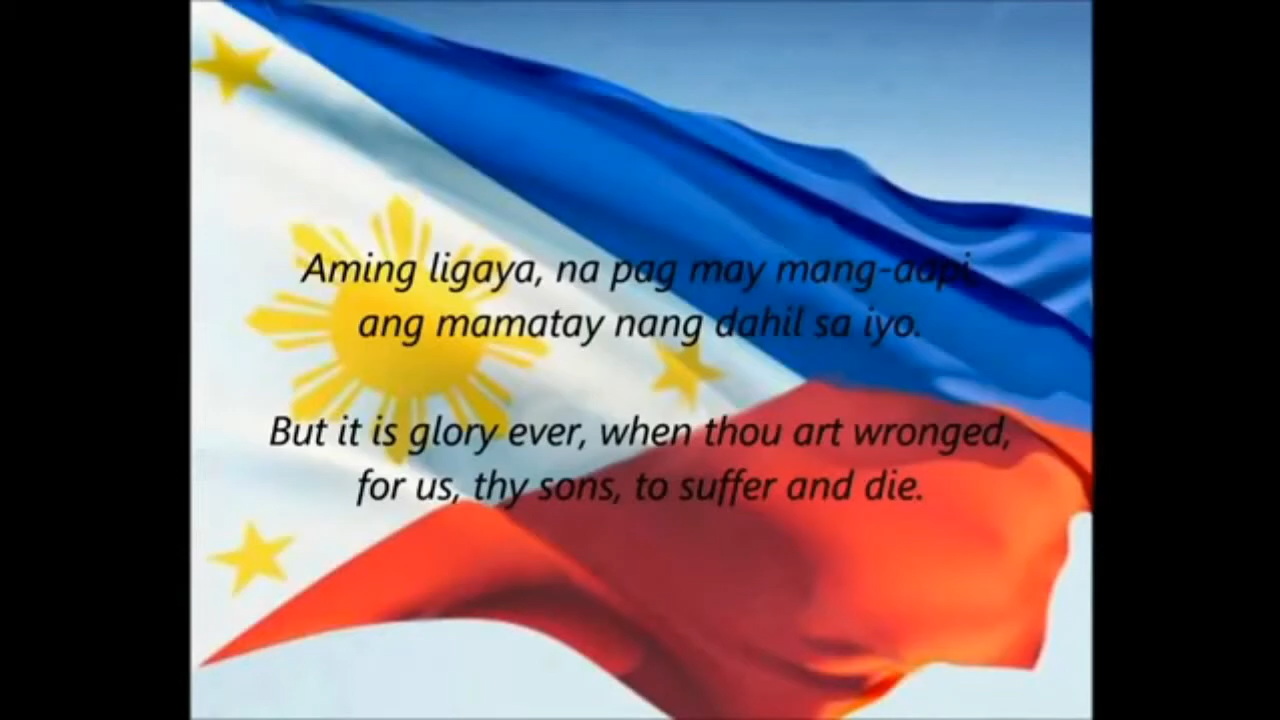 Aming ligaya, na pag may mang-aapi,
ang mamatay nang dahil sa iyo.
But it is glory ever, when thou art wronged,
for us, thy sons, to suffer and die.